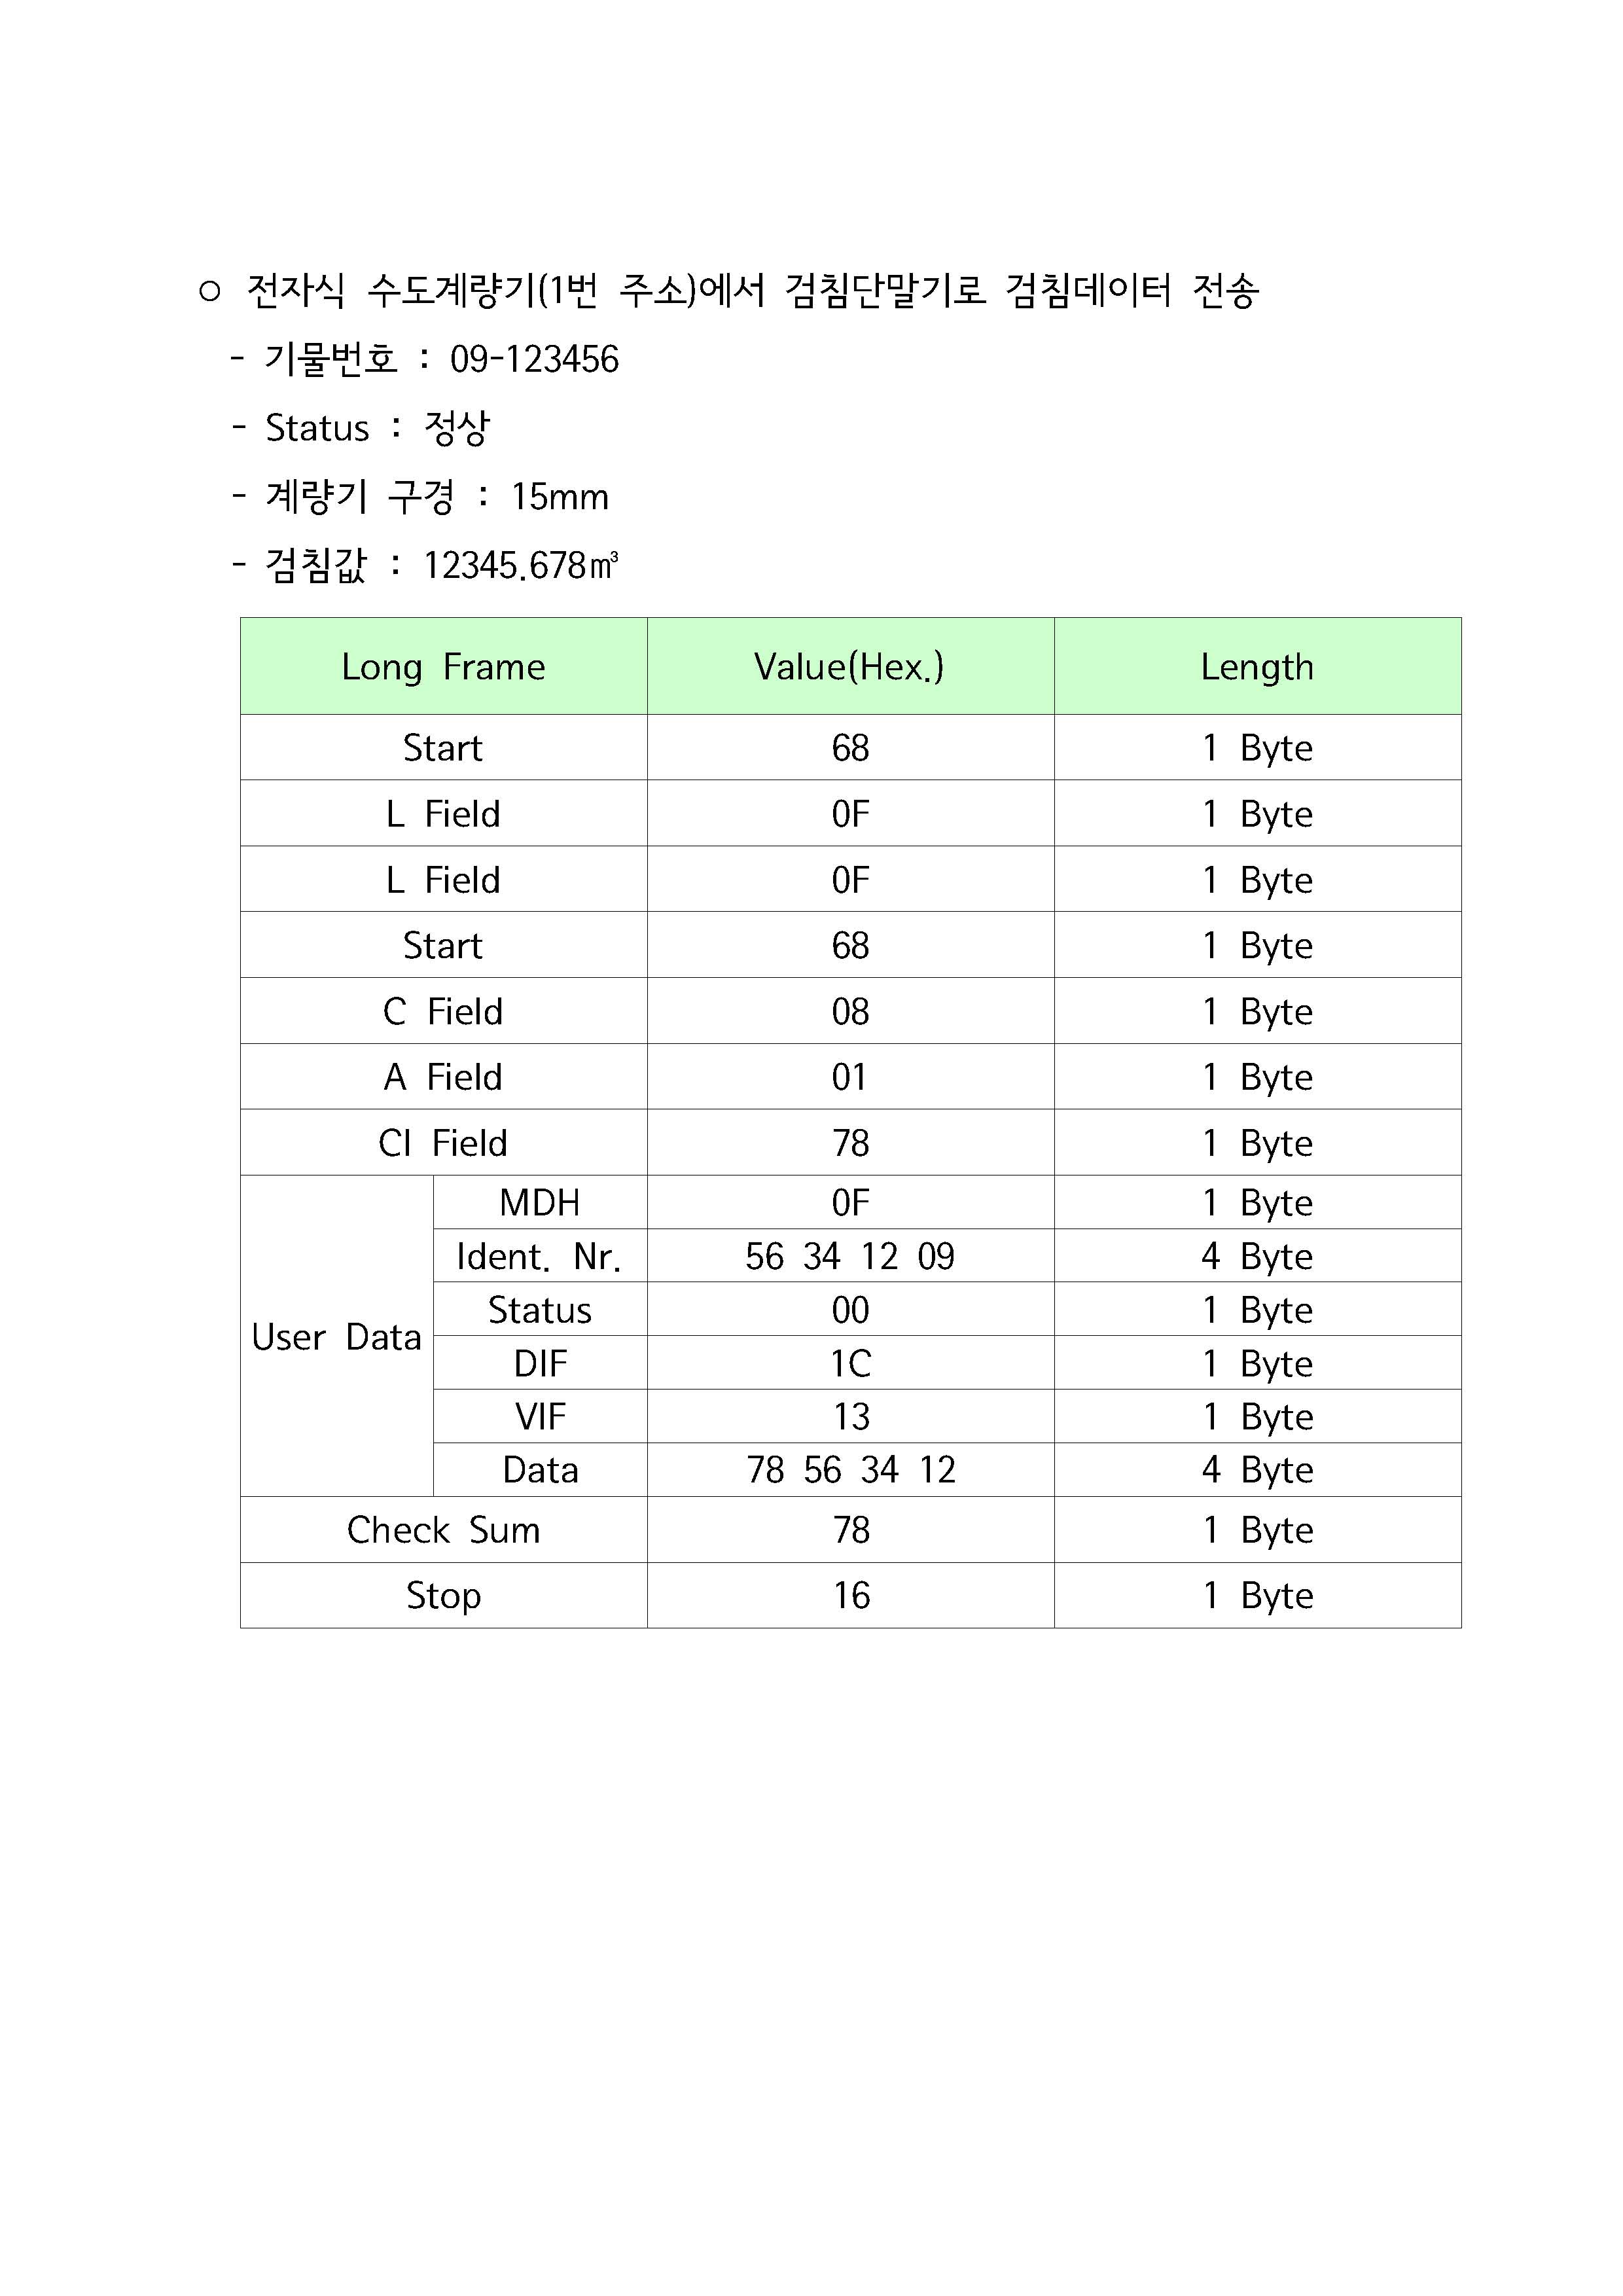 ○ 전자식 수도계량기(1번 주소)에서 검침단말기로 검침데이터 전송
- 기물번호 : 09-123456
- Status : 정상
- 계량기 구경 : 15mm
- 검침값 : 12345.678㎥
Long Frame Value(Hex.) Length
Start 68 1 Byte
L Field 0F 1 Byte
L Field 0F 1 Byte
Start 68 1 Byte
C Field 08 1 Byte
A Field 01 1 Byte
CI Field 78 1 Byte
User Data MDH 0F 1 Byte
Ident. Nr. 56 34 12 09 4 Byte
Status 00 1 Byte
DIF 1C 1 Byte
VIF 13 1 Byte
Data 78 56 34 12 4 Byte
Check Sum 78 1 Byte
Stop 16 1 Byte